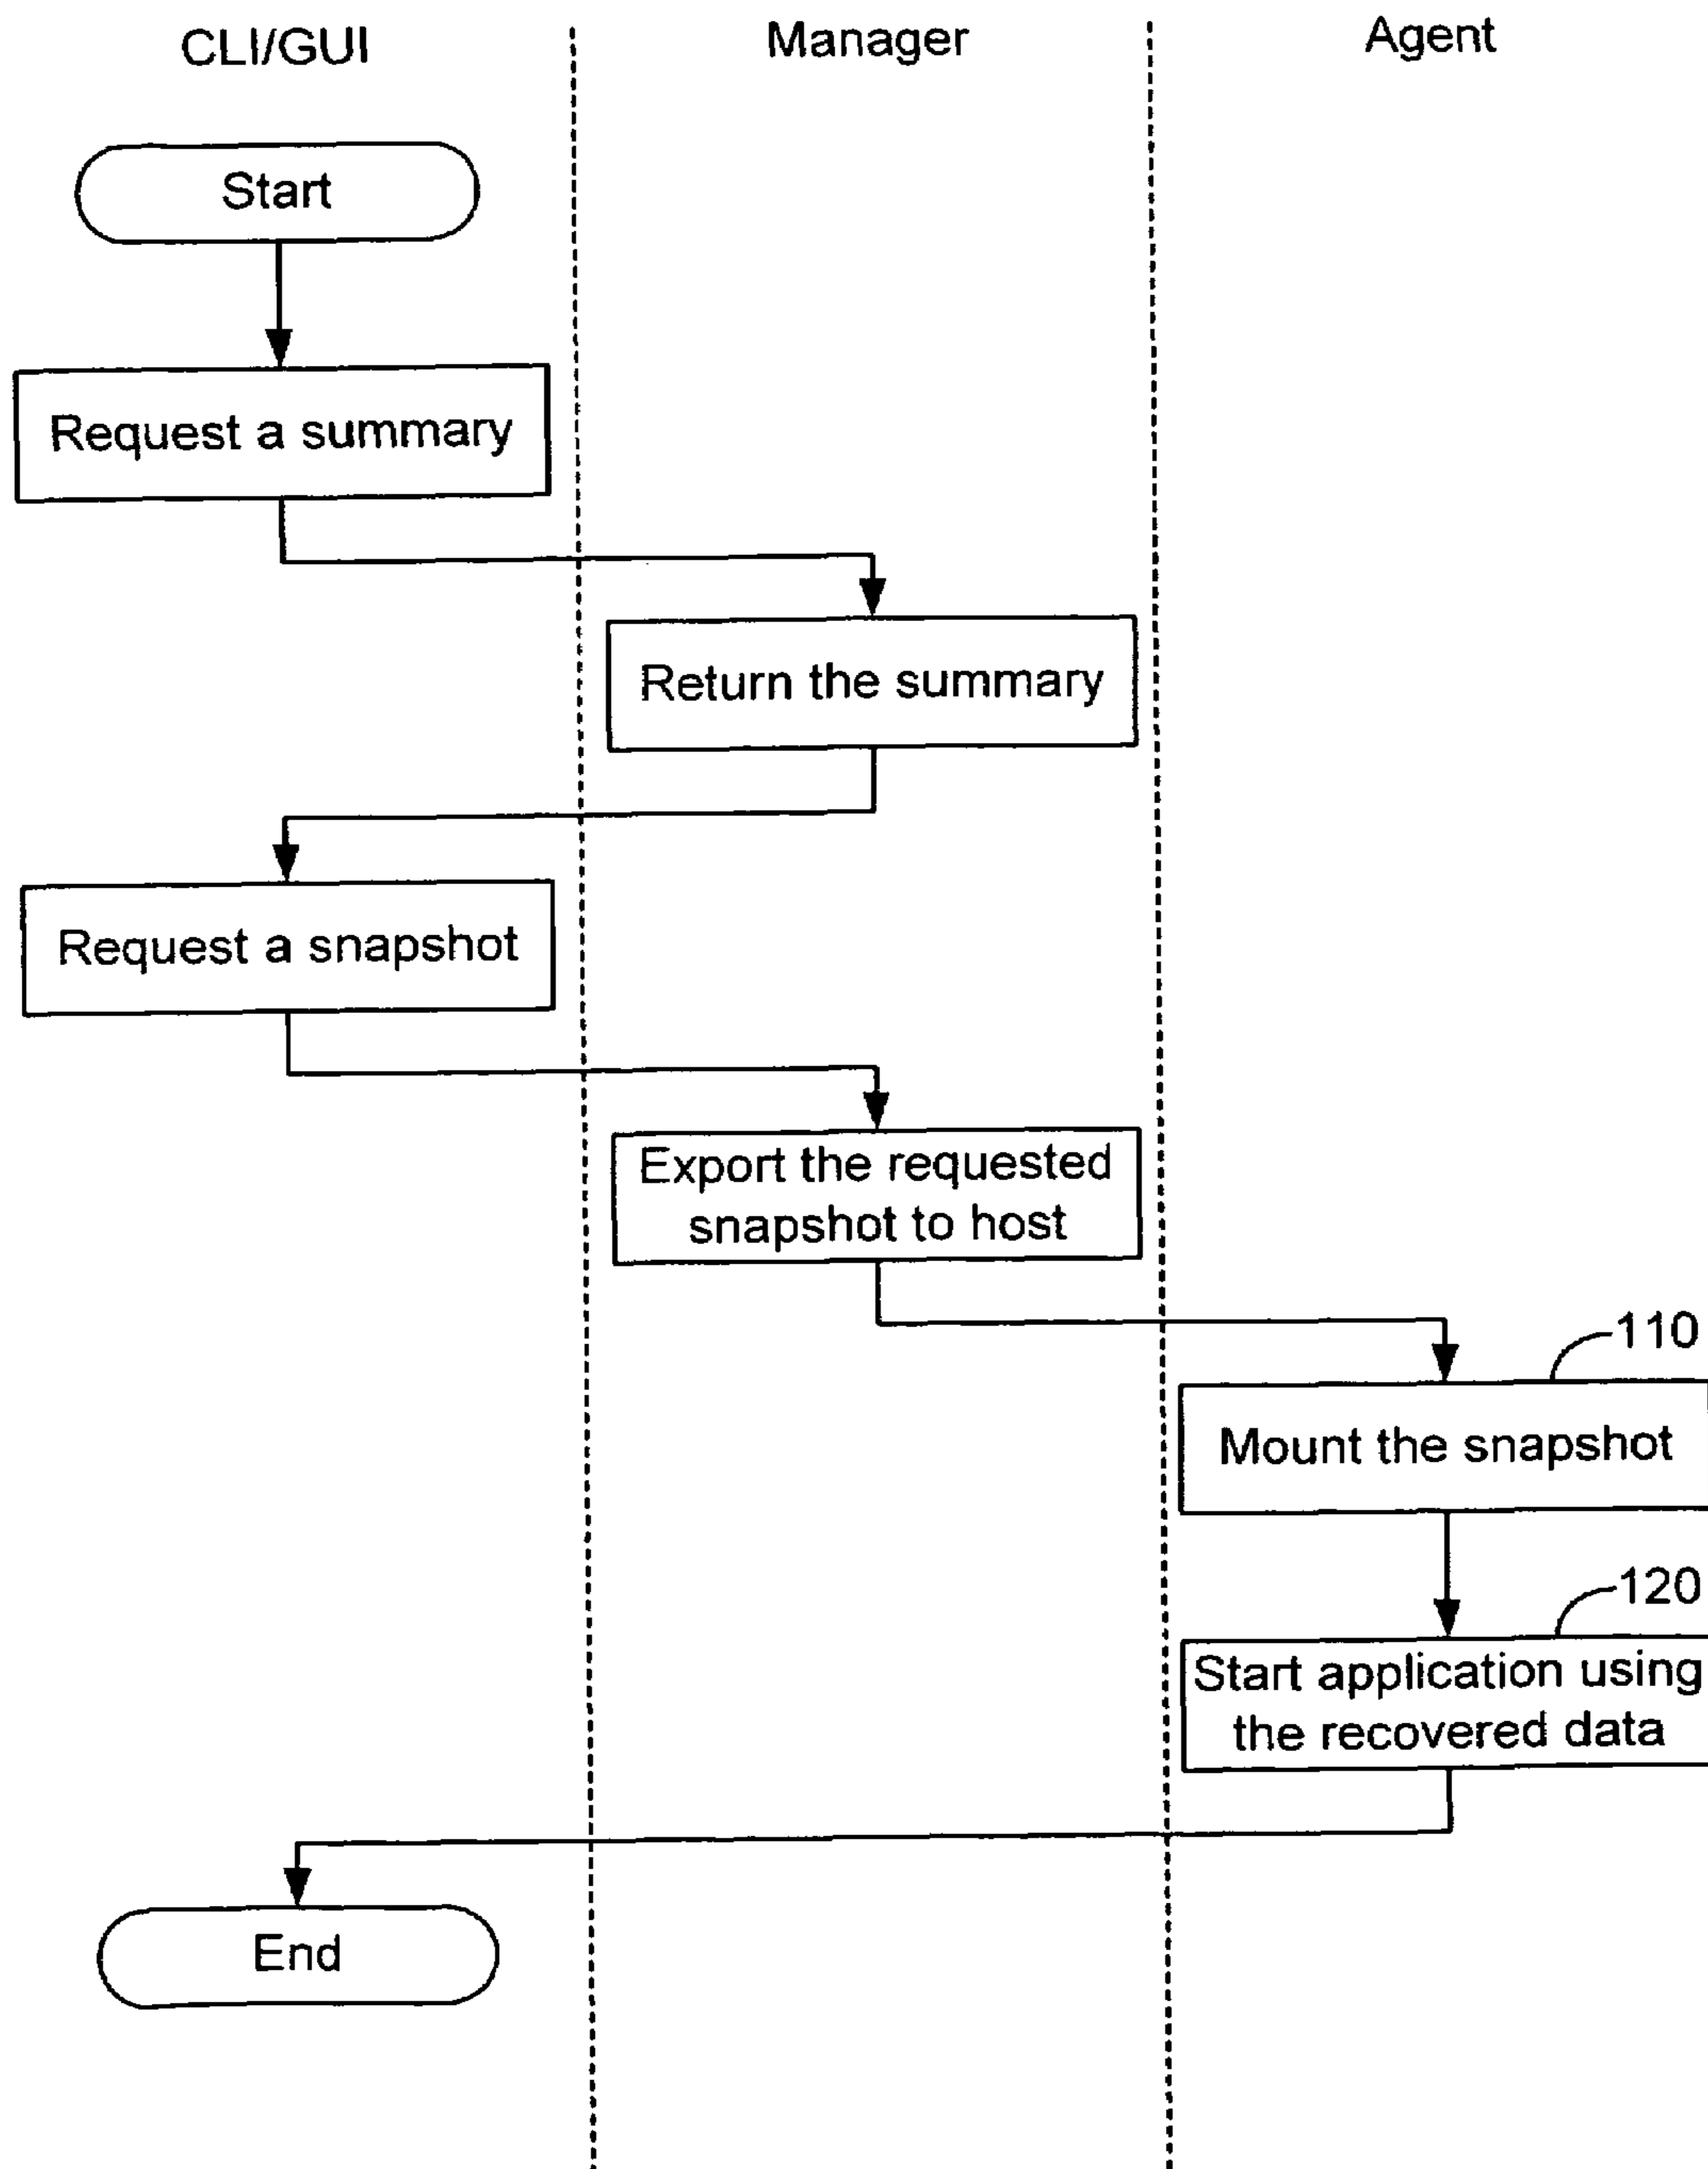 CLI/GUI
Manager
Agent
Start
Request a summary
Return the summary
Request a snapshot
Export the requested
snapshot to host
110
Mount the snapshot
120
Start application using
the recovered data
End